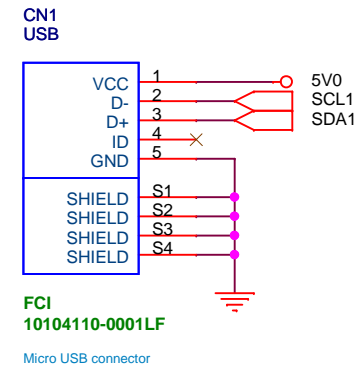 CN1
USB
VCC 1 5V0
D- 2 SCL1
D+ 3 SDA1
ID 4
GND 5
SHIELD S1
SHIELD S2
SHIELD S3
SHIELD S4
FCI
10104110-0001LF
Micro USB connector